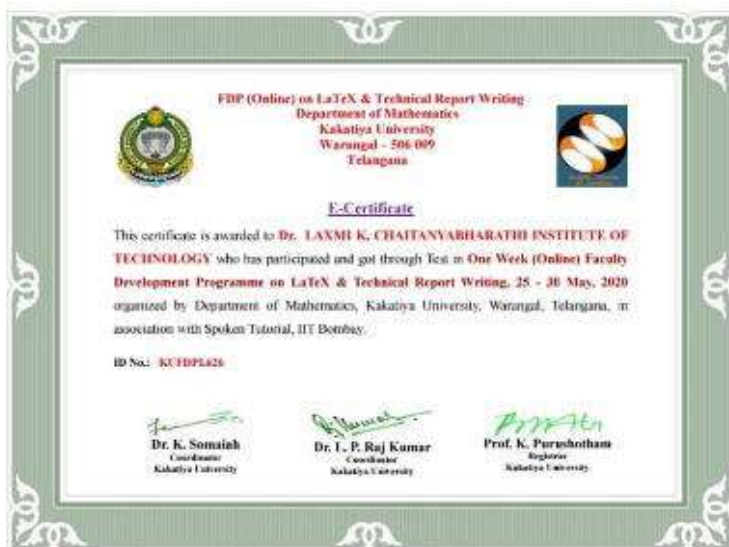 FDP (Online) on LaTeX & Technical Report Writing
Department of Mathematics
Kakatiya University
Warangal – 506 009
Telangana
E-Certificate
This certificate is awarded to Dr. LAXMI K, CHAITANYABHARATHI INSTITUTE OF
TECHNOLOGY who has participated and got through Test in One Week (Online) Faculty
Development Programme on LaTeX & Technical Report Writing, 25 - 30 May, 2020
organized by Department of Mathematics, Kakatiya University, Warangal, Telangana, in
association with Spoken Tutorial, IIT Bombay.
ID No.: KUFDPL626
Dr. K. Somaiah Dr. L. P. Raj Kumar Prof. K. Purushotham
Coordinator Coordinator Registrar
Kakatiya University Kakatiya University Kakatiya University